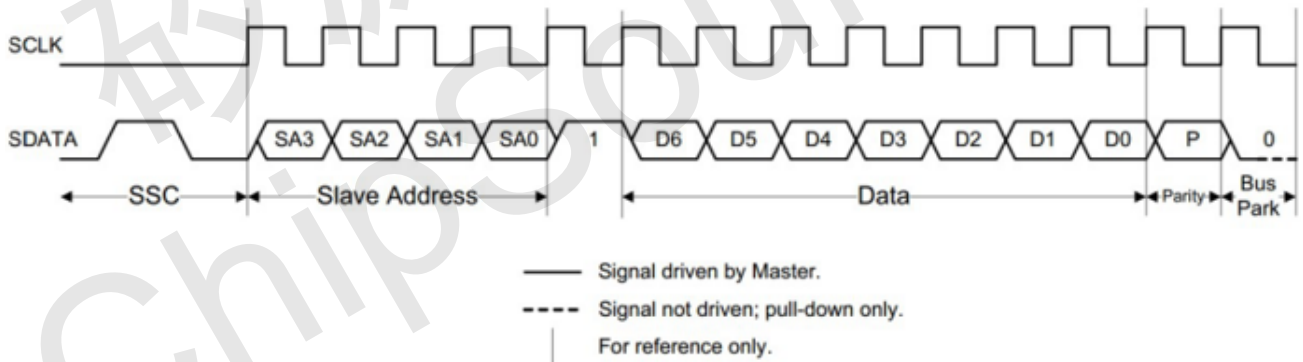 SCLK
SDATA SA3 SA2 SA1 SA0 1 D6 D5 D4 D3 D2 D1 D0 P 0
SSC Slave Address Data Parity Bus Park
Signal driven by Master.
Signal not driven; pull-down only.
For reference only.